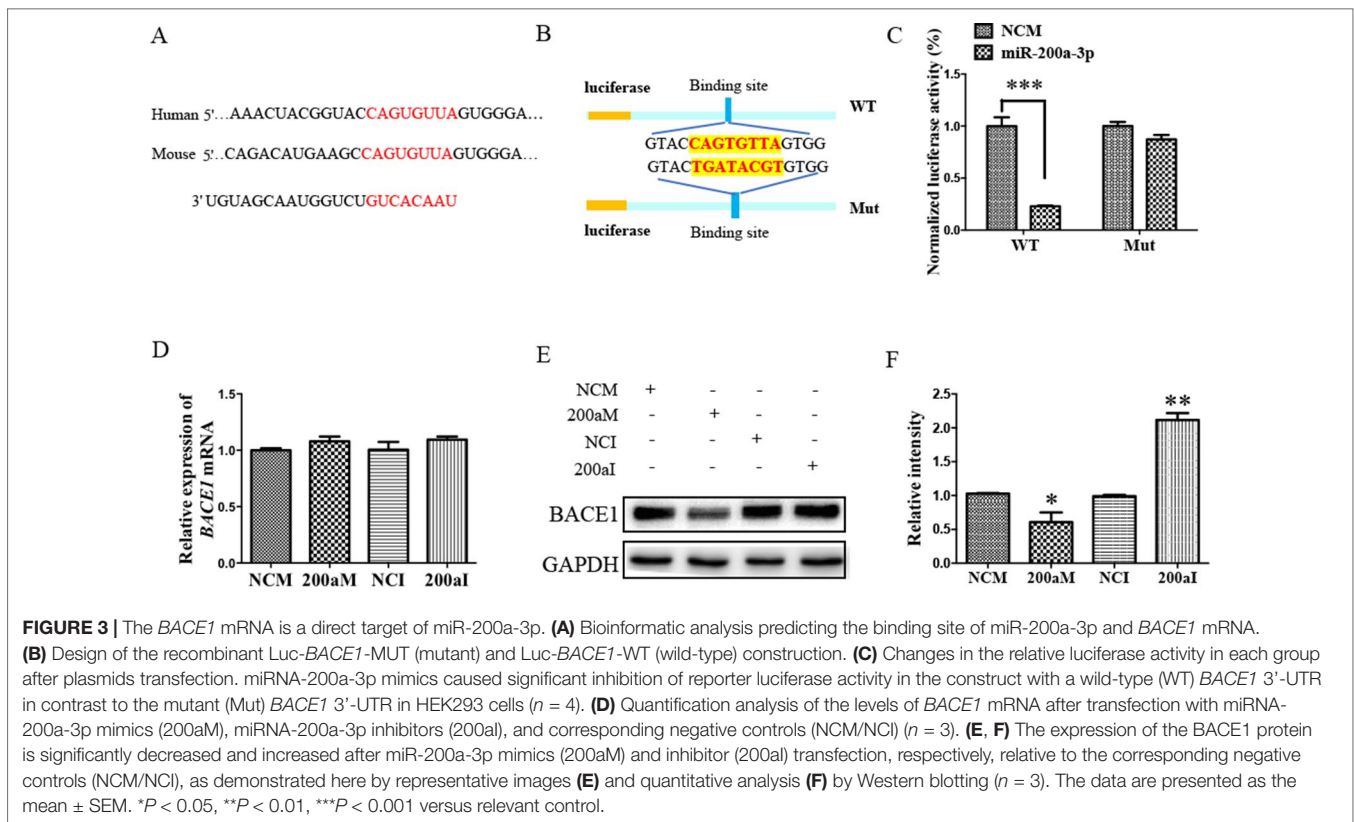 A
Human 5'...AAACUACGGUACCAGUGUUAGUGGGA...
Mouse 5'...CAGACAUGAAGCCAGUGUUAGUGGGA...
3'UGUAGCAAUGGUCUGUCACAAU
B
luciferase
Binding site
WT
GTACCAGTGTTAGTGG
GTACTGATACGTGTGG
Mut
luciferase
Binding site
C
NCM
miR-200a-3p
Normalized luciferase activity (%)
1.5
1.0
0.5
0.0
***
WT
Mut
D
Relative expression of
BACE1 mRNA
1.5
1.0
0.5
0.0
NCM
200aM
NCI
200aI
E
NCM + - - -
200aM - + - -
NCI - - + -
200aI - - - +
BACE1
GAPDH
F
Relative intensity
2.5
2.0
1.5
1.0
0.5
0.0
*
**
NCM
200aM
NCI
200aI
FIGURE 3 | The BACE1 mRNA is a direct target of miR-200a-3p. (A) Bioinformatic analysis predicting the binding site of miR-200a-3p and BACE1 mRNA.
(B) Design of the recombinant Luc-BACE1-MUT (mutant) and Luc-BACE1-WT (wild-type) construction. (C) Changes in the relative luciferase activity in each group
after plasmids transfection. miRNA-200a-3p mimics caused significant inhibition of reporter luciferase activity in the construct with a wild-type (WT) BACE1 3'-UTR
in contrast to the mutant (Mut) BACE1 3'-UTR in HEK293 cells (n = 4). (D) Quantification analysis of the levels of BACE1 mRNA after transfection with miRNA-
200a-3p mimics (200aM), miRNA-200a-3p inhibitors (200aI), and corresponding negative controls (NCM/NCI) (n = 3). (E, F) The expression of the BACE1 protein
is significantly decreased and increased after miR-200a-3p mimics (200aM) and inhibitor (200aI) transfection, respectively, relative to the corresponding negative
controls (NCM/NCI), as demonstrated here by representative images (E) and quantitative analysis (F) by Western blotting (n = 3). The data are presented as the
mean ± SEM. *P < 0.05, **P < 0.01, ***P < 0.001 versus relevant control.